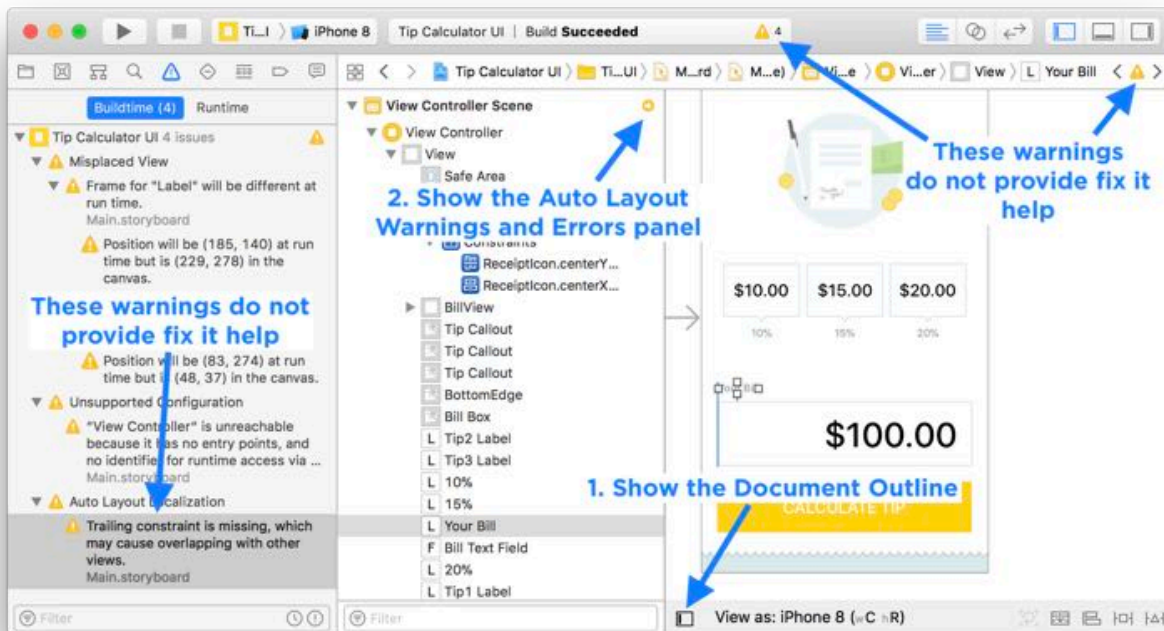 Ti...l
iPhone 8
Tip Calculator UI | Build Succeeded
4
Tip Calculator UI
Ti...UI
M...rd
M...e)
Vi...e
Vi...er
View
L Your Bill
Buildtime (4)
Runtime
Tip Calculator UI 4 issues
Misplaced View
Frame for "Label" will be different at
run time.
Main.storyboard
Position will be (185, 140) at run
time but is (229, 278) in the
canvas.
These warnings do not
provide fix it help
Position will be (83, 274) at run
time but is (48, 37) in the canvas.
Unsupported Configuration
"View Controller" is unreachable
because it has no entry points, and
no identifier for runtime access via ...
Main.storyboard
Auto Layout Localization
Trailing constraint is missing, which
may cause overlapping with other
views.
Main.storyboard
Filter
View Controller Scene
View Controller
View
Safe Area
2. Show the Auto Layout
Warnings and Errors panel
Constraints
ReceiptIcon.centerY...
ReceiptIcon.centerX...
BillView
Tip Callout
Tip Callout
Tip Callout
BottomEdge
Bill Box
L Tip2 Label
L Tip3 Label
L 10%
L 15%
L Your Bill
F Bill Text Field
L 20%
L Tip1 Label
Filter
These warnings
do not provide fix it
help
$10.00 $15.00 $20.00
10% 15% 20%
$100.00
1. Show the Document Outline
CALCULATE TIP
View as: iPhone 8 (wC hR)